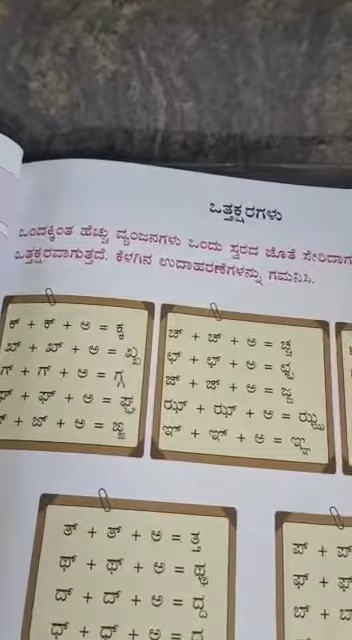 ಒತ್ತಕ್ಷರಗಳು
ಒಂದಕ್ಕಿಂತ ಹೆಚ್ಚು ವ್ಯಂಜನಗಳು ಒಂದು ಸ್ವರದ ಜೊತೆ ಸೇರಿದಾಗ
ಒತ್ತಕ್ಷರವಾಗುತ್ತದೆ. ಕೆಳಗಿನ ಉದಾಹರಣೆಗಳನ್ನು ಗಮನಿಸಿ.
ಕ್ + ಕ್ + ಅ = ಕ್ಕ
ಖ್ + ಖ್ + ಅ = ಖ್ಖ
ಗ್ + ಗ್ + ಅ = ಗ್ಗ
ಘ್ + ಘ್ + ಅ = ಘ್ಘ
+ ಜ್ + ಅ = ಜ್ಜ
ಚ್ + ಚ್ + ಅ = ಚ್ಚ
ಛ್ + ಛ್ + ಅ = ಛ್ಛ
ಜ್ + ಜ್ + ಅ = ಜ್ಜ
ಝ್ + ಝ್ + ಅ = ಝ್ಝ
ಞ್ + ಞ್ + ಅ = ಞ್ಞ
ತ್ + ತ್ + ಅ = ತ್ತ
ಥ್ + ಥ್ + ಅ = ಥ್ಥ
ದ್ + ದ್ + ಅ = ದ್ದ
ಧ್ + ಧ್ + ಅ =
ಪ್ + ಪ್
ಫ್ + ಫ್
ಬ್ + ಬ್